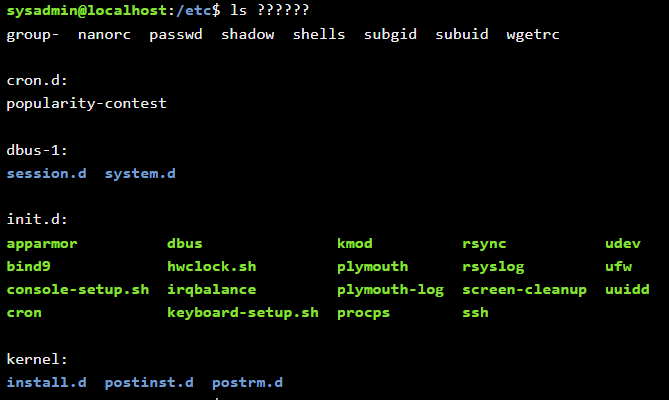 sysadmin@localhost:/etc$ ls ??????
group-  nanorc  passwd  shadow  shells  subgid  subuid  wgetrc
cron.d:
popularity-contest
dbus-1:
session.d  system.d
init.d:
apparmor  dbus  kmod  rsync  udev
bind9  hwclock.sh  plymouth  rsyslog  ufw
console-setup.sh  irqbalance  plymouth-log  screen-cleanup  uuidd
cron  keyboard-setup.sh  procps  ssh
kernel:
install.d  postinst.d  postrm.d